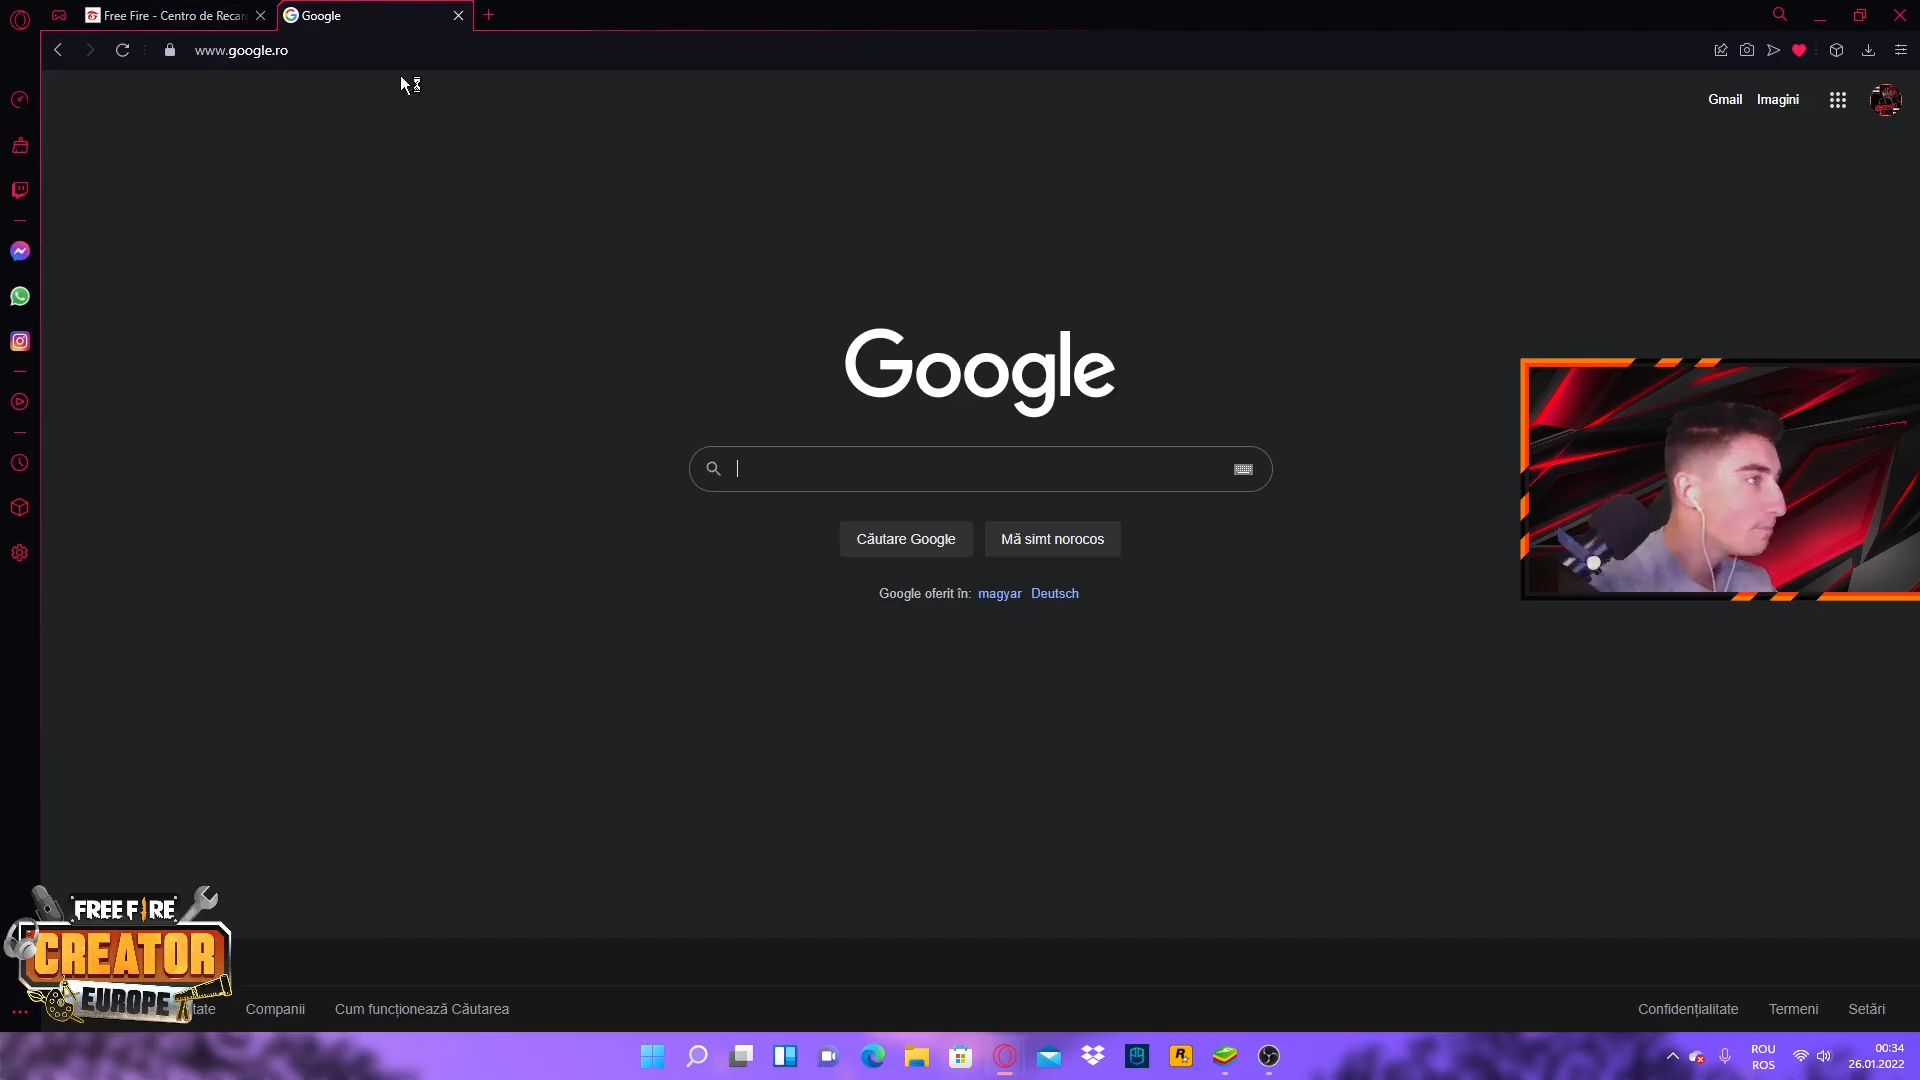 Free Fire - Centro de Recar
Google
www.google.ro
Gmail
Imagini
Google
Căutare Google
Mă simt norocos
Google oferit în: magyar Deutsch
FREE FIRE
CREATOR
EUROPE
tate
Companii
Cum funcționează Căutarea
Confidențialitate
Termeni
Setări
ROU
ROS
00:34
26.01.2022